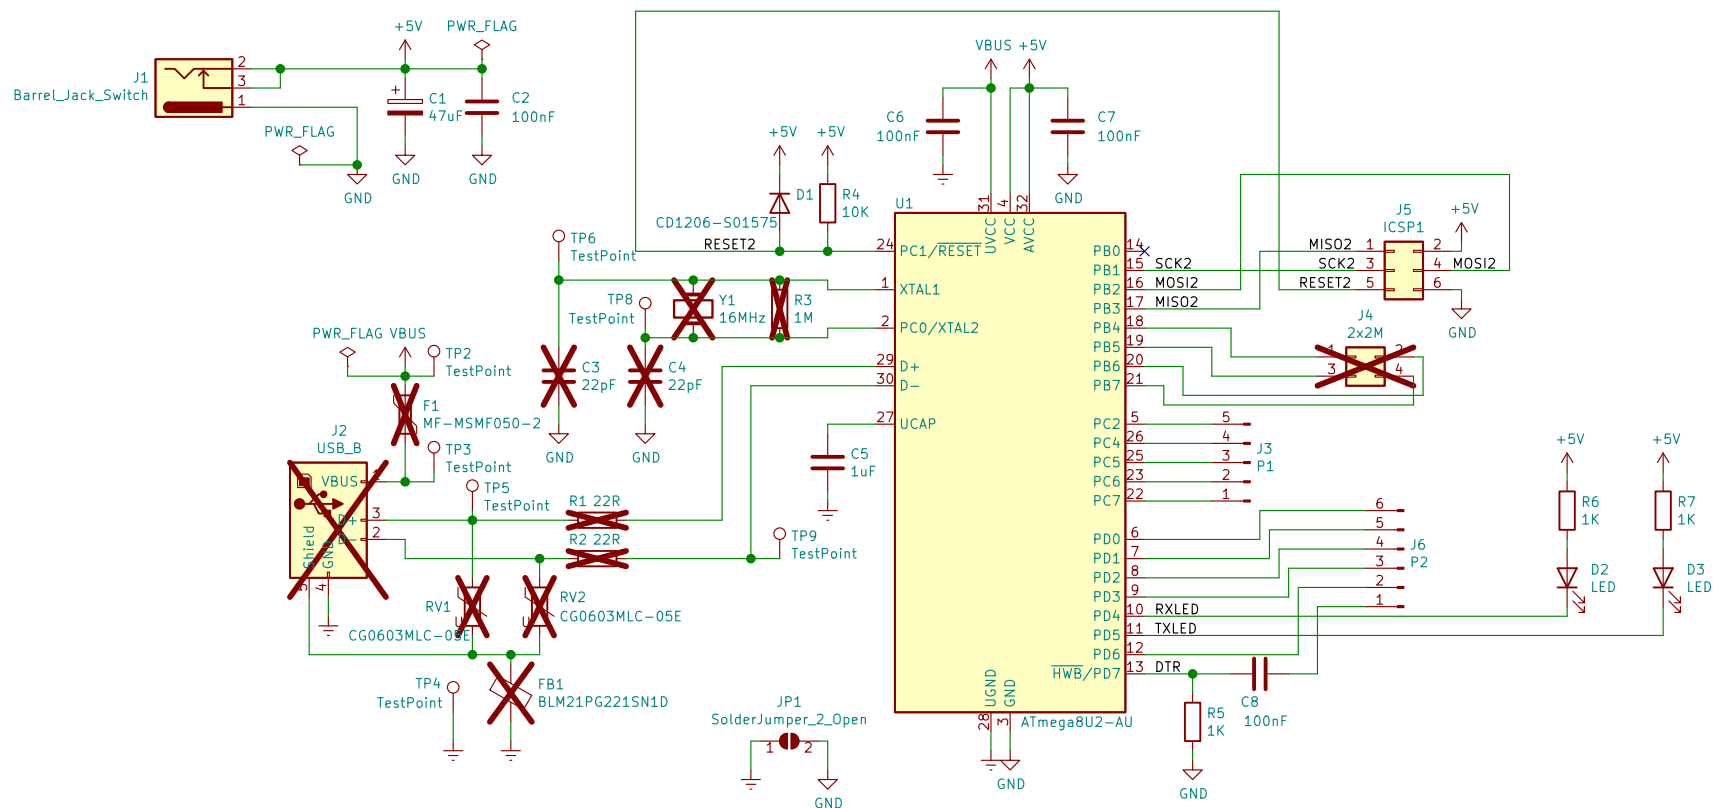 J1
Barrel_Jack_Switch
2
3
1
+5V
PWR_FLAG
+
C1
47uF
C2
100nF
PWR_FLAG
GND
GND
GND
VBUS +5V
C6
100nF
C7
100nF
GND
+5V
+5V
D1
CD1206-S01575
R4
10K
RESET2
TP6
TestPoint
TP8
TestPoint
Y1
16MHz
R3
1M
C3
22pF
C4
22pF
GND
GND
PWR_FLAG VBUS
TP2
TestPoint
F1
MF-MSMF050-2
J2
USB_B
TP3
TestPoint
VBUS
1
D+
3
D-
2
Shield
GND
5
4
TP5
TestPoint
R1 22R
R2 22R
TP9
TestPoint
RV1
CG0603MLC-05E
RV2
CG0603MLC-05E
TP4
TestPoint
FB1
BLM21PG221SN1D
C5
1uF
JP1
SolderJumper_2_Open
1
2
GND
U1
24
PC1/RESET
1
XTAL1
2
PC0/XTAL2
29
D+
30
D-
27
UCAP
31
UVCC
4
VCC
32
AVCC
PB0
14
PB1
15
SCK2
PB2
16
MOSI2
PB3
17
MISO2
PB4
18
PB5
19
PB6
20
PB7
21
PC2
5
PC4
26
PC5
25
PC6
23
PC7
22
PD0
6
PD1
7
PD2
8
PD3
9
PD4
10
RXLED
PD5
11
TXLED
PD6
12
HWB/PD7
13
DTR
UGND
28
GND
3
ATmega8U2-AU
GND
J5
ICSP1
+5V
MISO2
1
2
SCK2
3
4
MOSI2
RESET2
5
6
GND
J4
2x2M
1
2
3
4
5
4
3
2
1
J3
P1
6
5
4
3
2
1
J6
P2
C8
100nF
R5
1K
GND
+5V
+5V
R6
1K
R7
1K
D2
LED
D3
LED